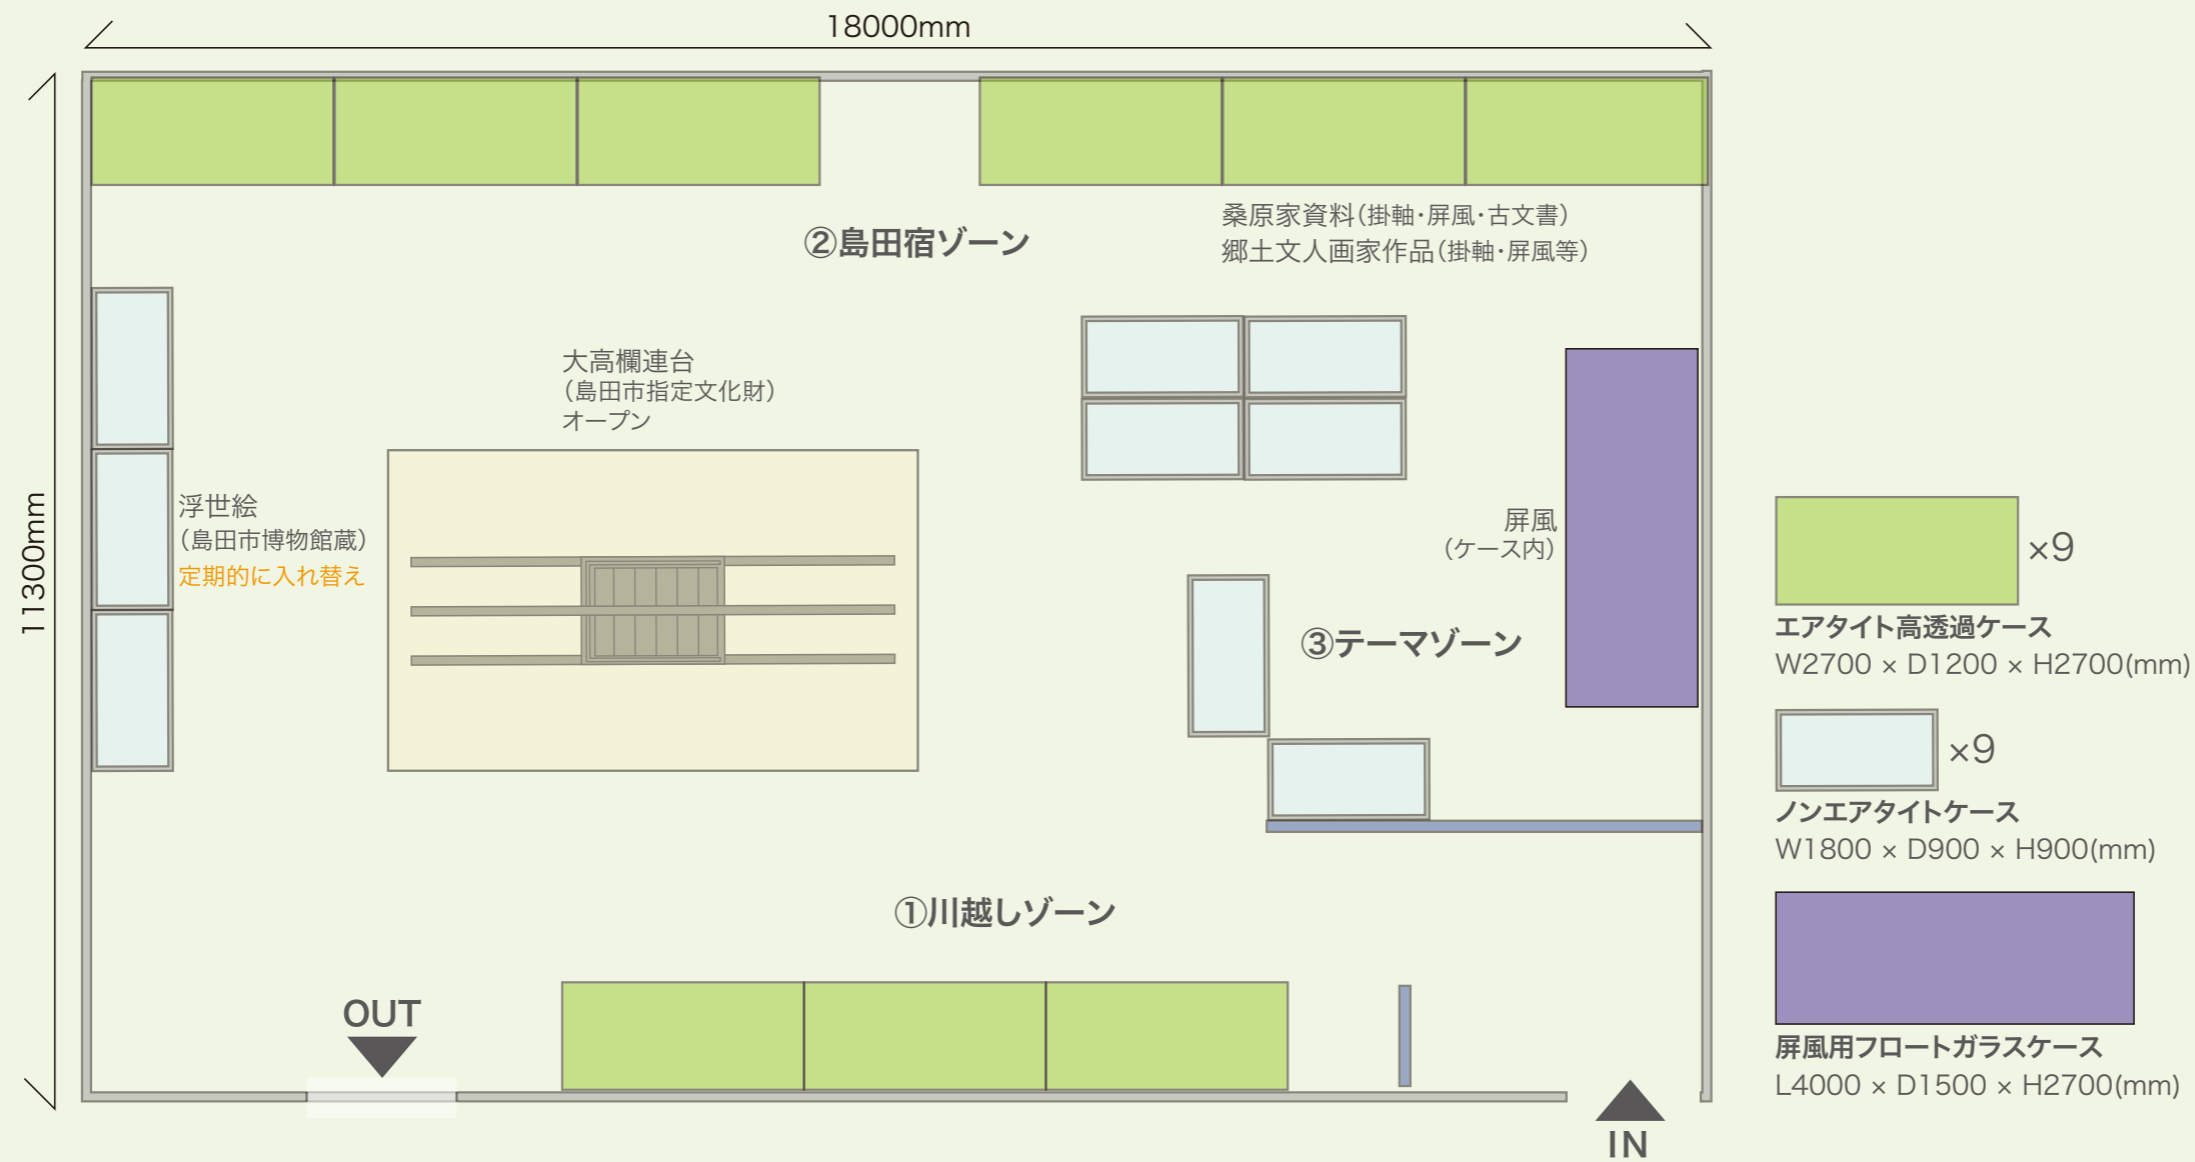 18000mm
11300mm
桑原家資料（掛軸・屏風・古文書）
郷土文人画家作品（掛軸・屏風等）
②島田宿ゾーン
大高欄連台
（島田市指定文化財）
オープン
浮世絵
（島田市博物館蔵）
定期的に入れ替え
屏風
（ケース内）
③テーマゾーン
①川越しゾーン
OUT
IN
×9
エアタイト高透過ケース
W2700 × D1200 × H2700(mm)
×9
ノンエアタイトケース
W1800 × D900 × H900(mm)
屏風用フロートガラスケース
L4000 × D1500 × H2700(mm)